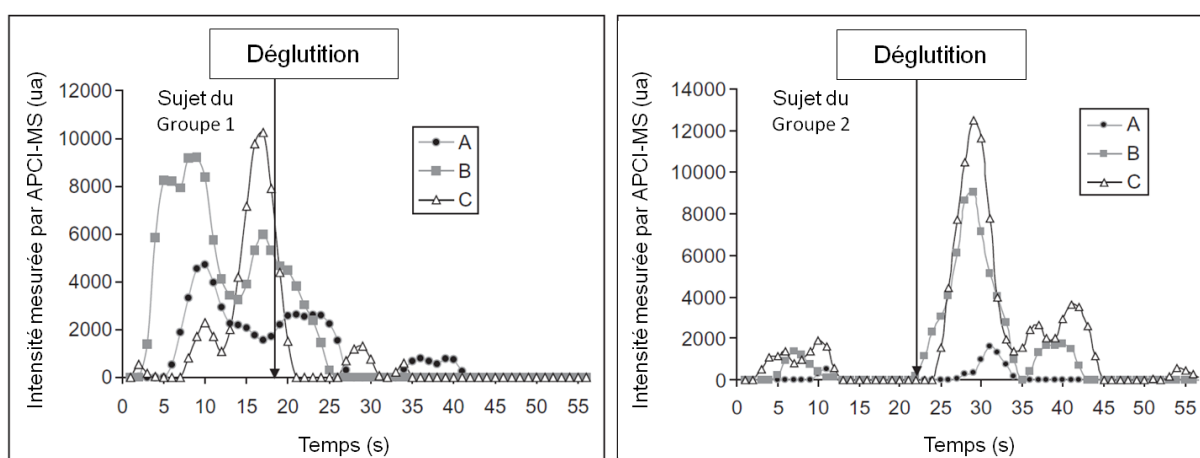 Déglutition
Intensité mesurée par APCI-MS (ua)
12000
10000
8000
6000
4000
2000
0
Sujet du
Groupe 1
A
B
C
0 5 10 15 20 25 30 35 40 45 50 55
Temps (s)
Déglutition
Intensité mesurée par APCI-MS (ua)
14000
12000
10000
8000
6000
4000
2000
0
Sujet du
Groupe 2
A
B
C
0 5 10 15 20 25 30 35 40 45 50 55
Temps (s)